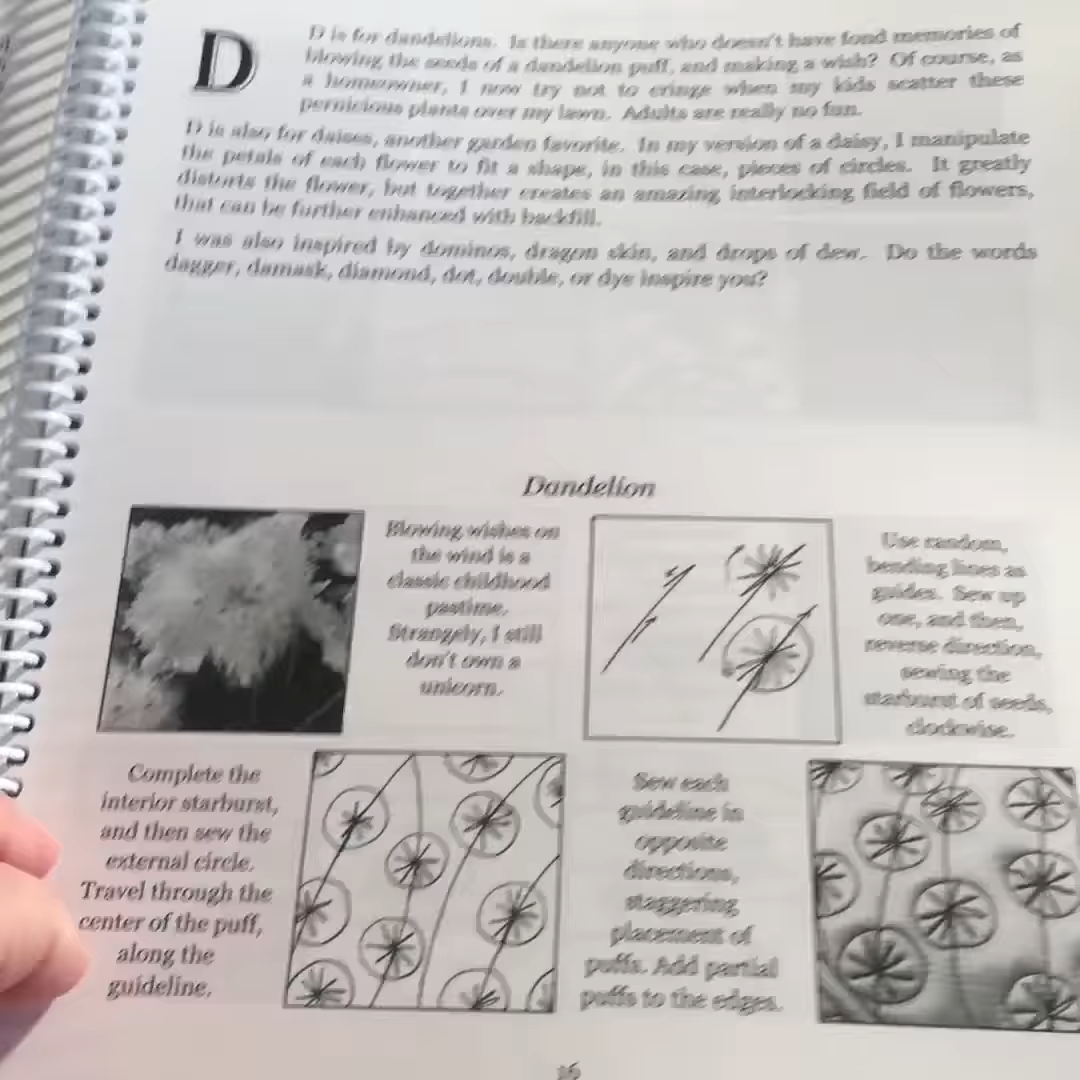 D
D is for dandelions. Is there anyone who doesn't have fond memories of
blowing the seeds of a dandelion puff, and making a wish? Of course, as
a homeowner, I now try not to cringe when my kids scatter these
pernicious plants over my lawn. Adults are really no fun.
D is also for daises, another garden favorite. In my version of a daisy, I manipulate
the petals of each flower to fit a shape, in this case, pieces of circles. It greatly
distorts the flower, but together creates an amazing interlocking field of flowers,
that can be further enhanced with backfill.
I was also inspired by dominos, dragon skin, and drops of dew. Do the words
dagger, damask, diamond, dot, double, or dye inspire you?
Dandelion
Blowing wishes on
the wind is a
classic childhood
pastime.
Strangely, I still
don't own a
unicorn.
Use random,
bending lines as
guides. Sew up
one, and then,
reverse direction,
sewing the
starburst of seeds,
clockwise.
Complete the
interior starburst,
and then sew the
external circle.
Travel through the
center of the puff,
along the
guideline.
Sew each
guideline in
opposite
directions,
staggering
placement of
puffs. Add partial
puffs to the edges.
16